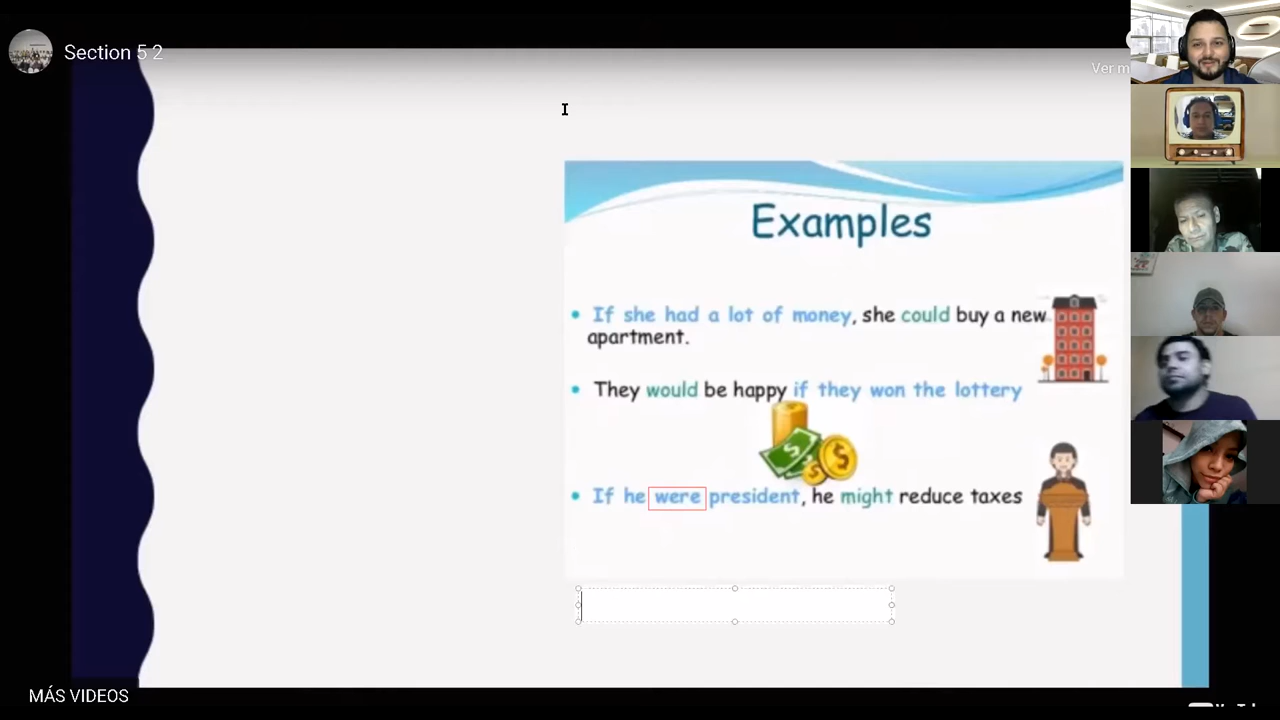 Section 5 2
Ver m
Examples
• If she had a lot of money, she could buy a new
apartment.
• They would be happy if they won the lottery
• If he were president, he might reduce taxes
MÁS VIDEOS